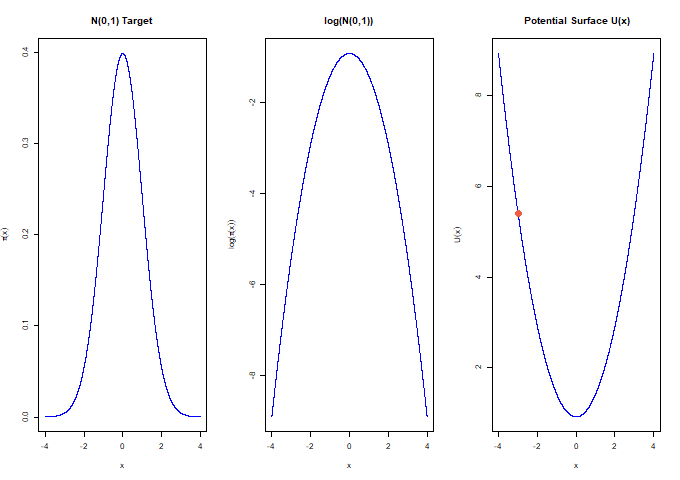 N(0,1) Target
π(x)
0.4
0.3
0.2
0.1
0.0
-4 -2 0 2 4
x
log(N(0,1))
log(π(x))
-2
-4
-6
-8
-4 -2 0 2 4
x
Potential Surface U(x)
U(x)
8
6
4
2
-4 -2 0 2 4
x